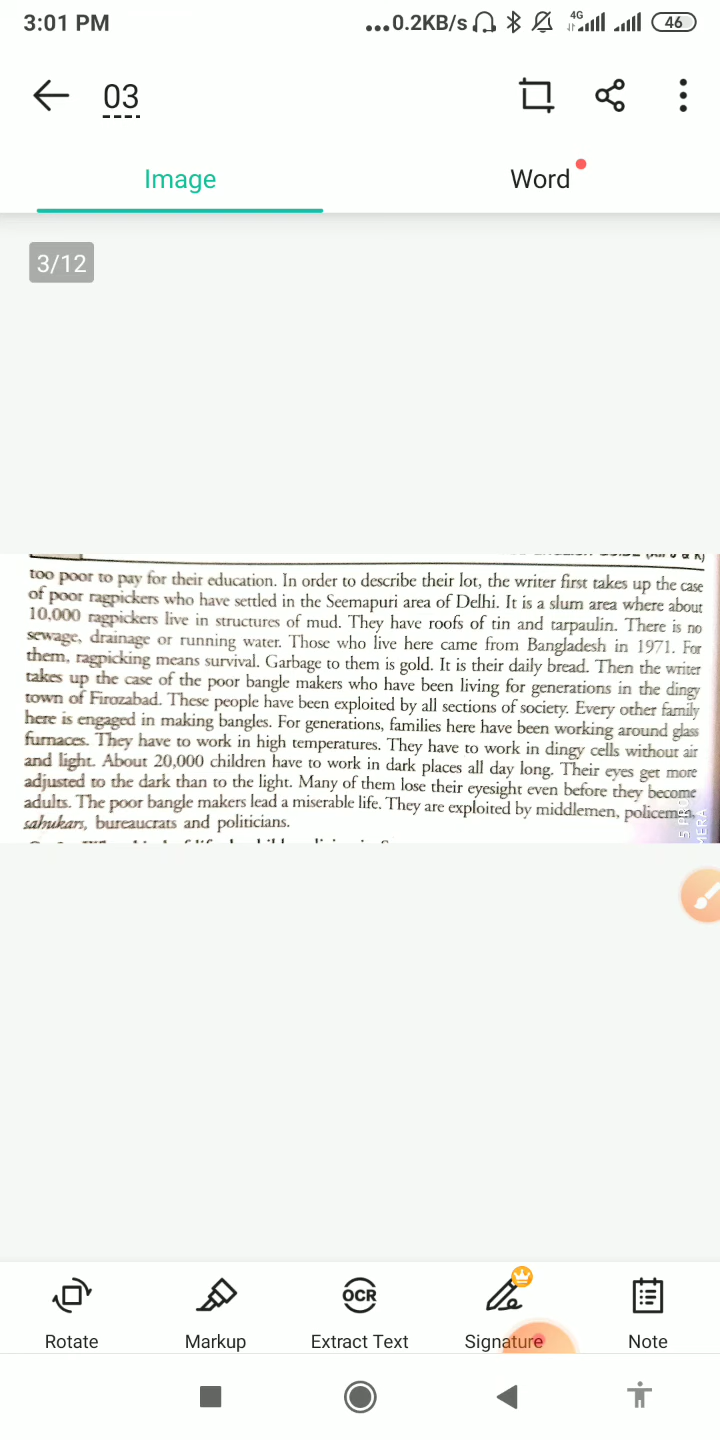 3:01 PM
...0.2KB/s
4G
46
03
Image
Word
3/12
too poor to pay for their education. In order to describe their lot, the writer first takes up the case
of poor ragpickers who have settled in the Seemapuri area of Delhi. It is a slum area where about
10,000 ragpickers live in structures of mud. They have roofs of tin and tarpaulin. There is no
sewage, drainage or running water. Those who live here came from Bangladesh in 1971. For
them, ragpicking means survival. Garbage to them is gold. It is their daily bread. Then the writer
takes up the case of the poor bangle makers who have been living for generations in the dingy
town of Firozabad. These people have been exploited by all sections of society. Every other family
here is engaged in making bangles. For generations, families here have been working around glass
furnaces. They have to work in high temperatures. They have to work in dingy cells without air
and light. About 20,000 children have to work in dark places all day long. Their eyes get more
adjusted to the dark than to the light. Many of them lose their eyesight even before they become
adults. The poor bangle makers lead a miserable life. They are exploited by middlemen, policemen,
sahukars, bureaucrats and politicians.
5 PRO
MERA
Rotate
Markup
OCR
Extract Text
Signature
Note